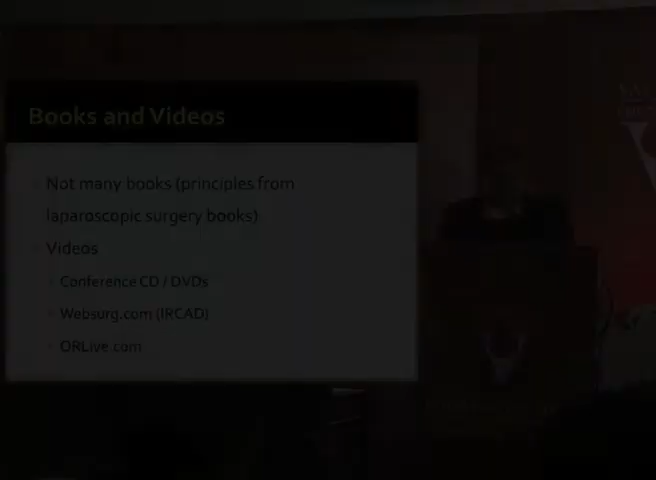 Books and Videos
Not many books (principles from
laparoscopic surgery books)
Videos
Conference CD / DVDs
Websurg.com (IRCAD)
ORLive.com